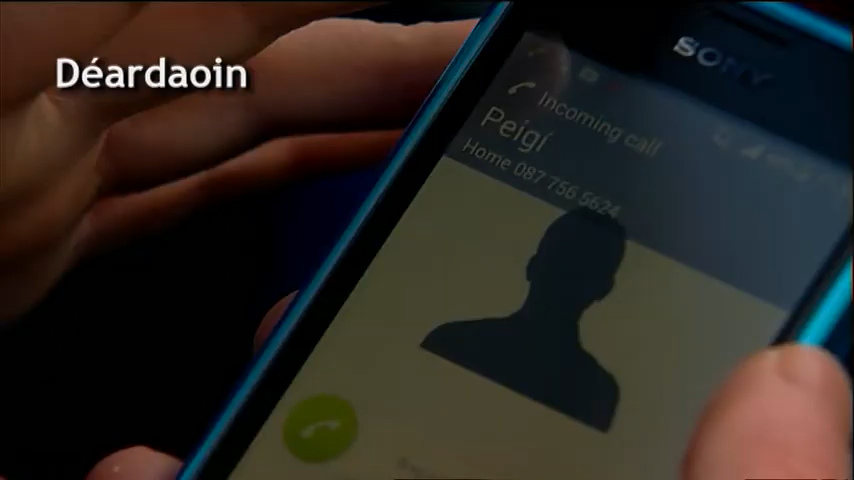 Déardaoin
SONY
Incoming call
Peigí
Home 087 756 5624